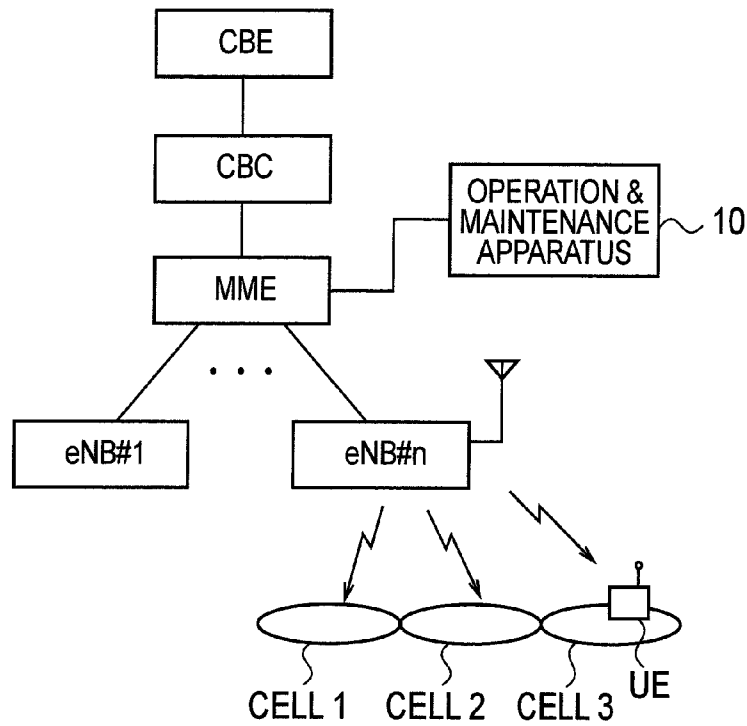 CBE
CBC
OPERATION &
MAINTENANCE
APPARATUS
10
MME
. . .
eNB#1
eNB#n
CELL 1
CELL 2
CELL 3
UE